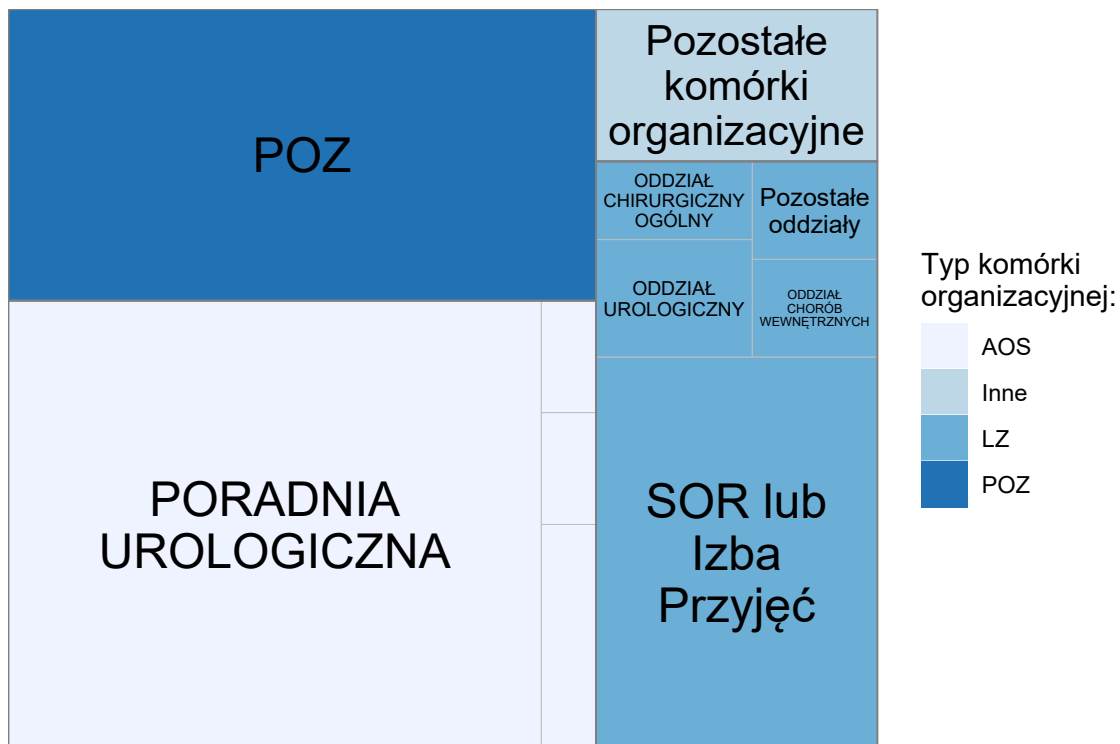 POZ
Pozostałe
komórki
organizacyjne
ODDZIAŁ
CHIRURGICZNY
OGÓLNY
Pozostałe
oddziały
ODDZIAŁ
UROLOGICZNY
ODDZIAŁ
CHORÓB
WEWNĘTRZNYCH
PORADNIA
UROLOGICZNA
SOR lub
Izba
Przyjęć
Typ komórki
organizacyjnej:
AOS
Inne
LZ
POZ